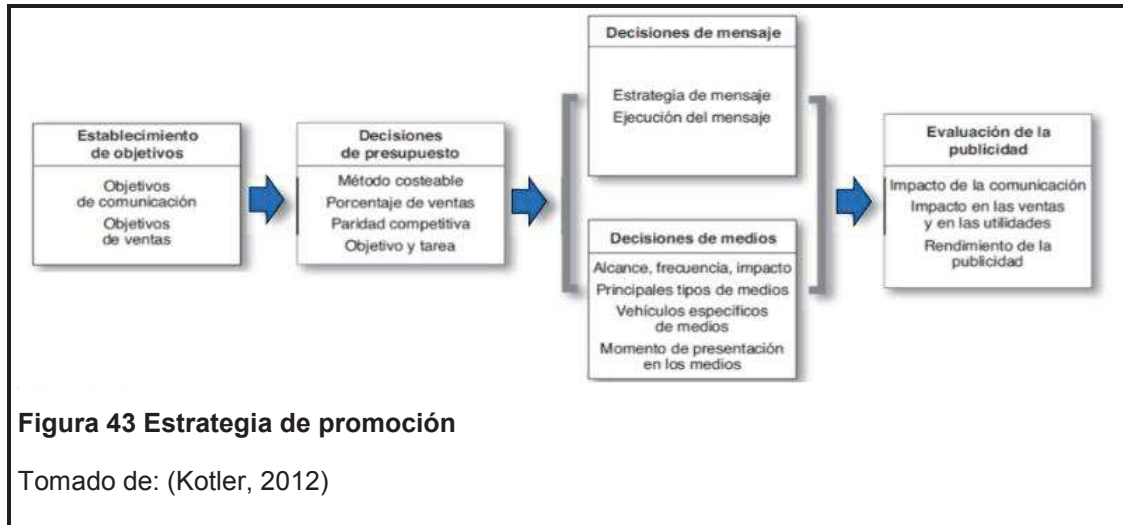 Establecimiento
de objetivos
Objetivos
de comunicación
Objetivos
de ventas
Decisiones
de presupuesto
Método costeable
Porcentaje de ventas
Paridad competitiva
Objetivo y tarea
Decisiones de mensaje
Estrategia de mensaje
Ejecución del mensaje
Decisiones de medios
Alcance, frecuencia, impacto
Principales tipos de medios
Vehículos específicos
de medios
Momento de presentación
en los medios
Evaluación de la
publicidad
Impacto de la comunicación
Impacto en las ventas
y en las utilidades
Rendimiento de la
publicidad
Figura 43 Estrategia de promoción
Tomado de: (Kotler, 2012)